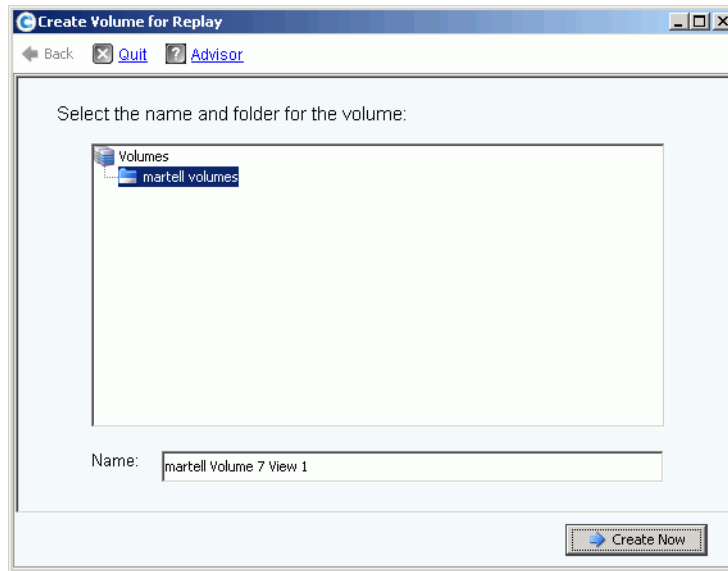 Create Volume for Replay
Back Quit Advisor
Select the name and folder for the volume:
Volumes
martell volumes
Name: martell Volume 7 View 1
Create Now